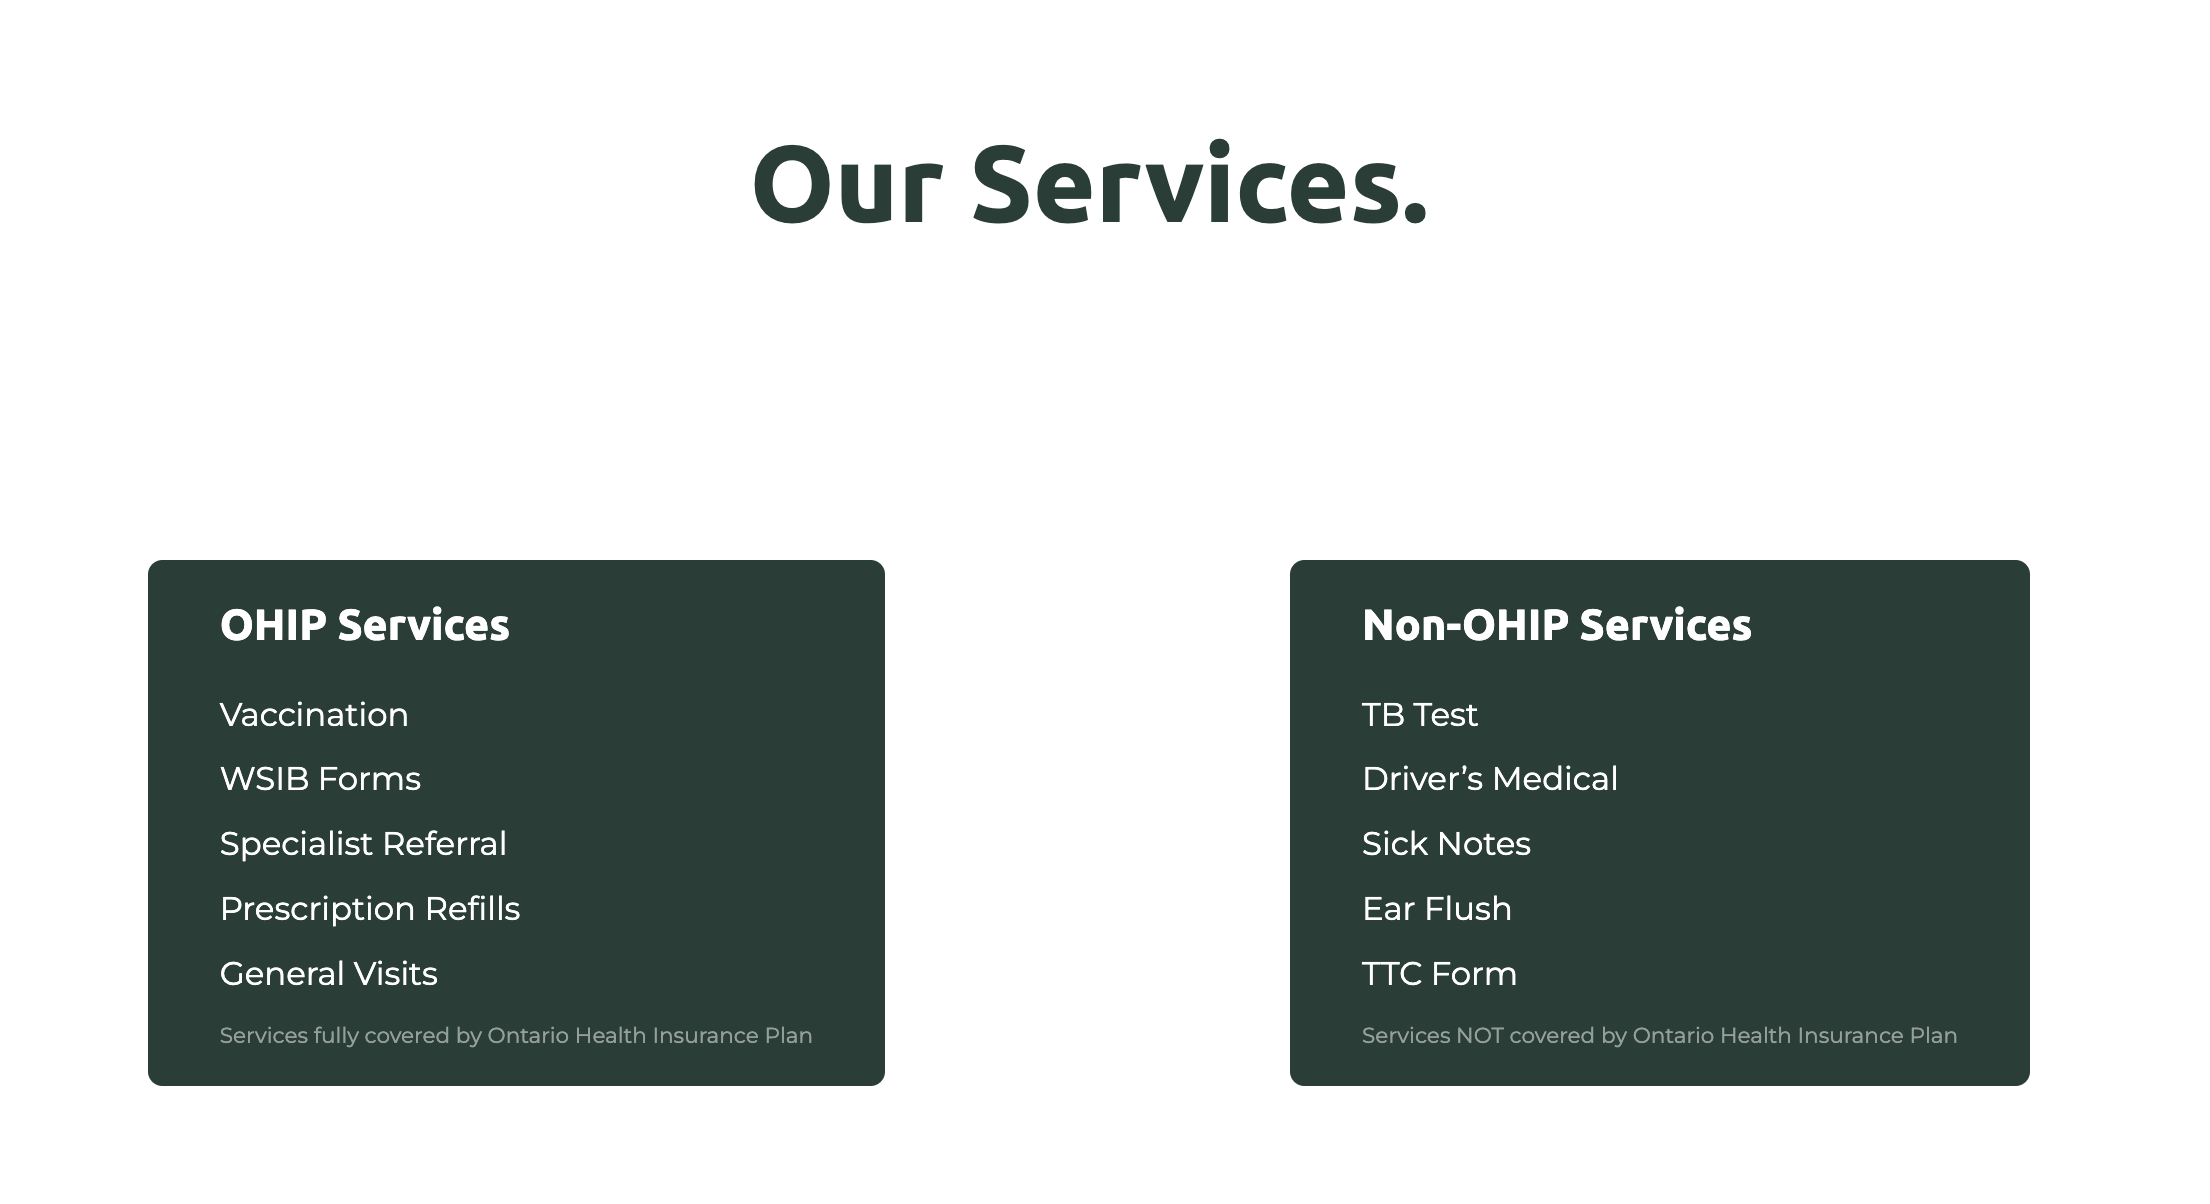 Our Services.
OHIP Services
Vaccination
WSIB Forms
Specialist Referral
Prescription Refills
General Visits
Services fully covered by Ontario Health Insurance Plan
Non-OHIP Services
TB Test
Driver’s Medical
Sick Notes
Ear Flush
TTC Form
Services NOT covered by Ontario Health Insurance Plan